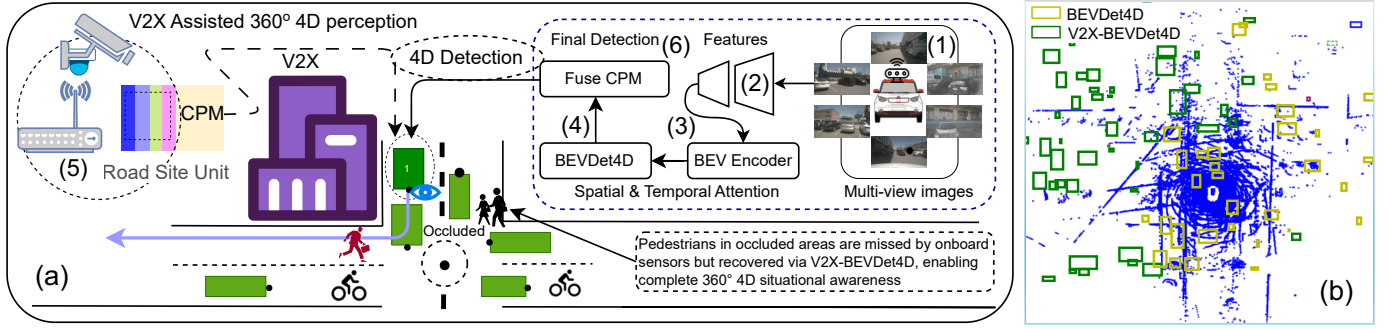 V2X Assisted 360° 4D perception
V2X
(5)
CPM
Road Site Unit
4D Detection
Final Detection
(6)
Features
(1)
Fuse CPM
(2)
(4)
(3)
BEVDet4D
BEV Encoder
Spatial & Temporal Attention
Multi-view images
1
Occluded
Pedestrians in occluded areas are missed by onboard
sensors but recovered via V2X-BEVDet4D, enabling
complete 360° 4D situational awareness
(a)
BEVDet4D
V2X-BEVDet4D
(b)